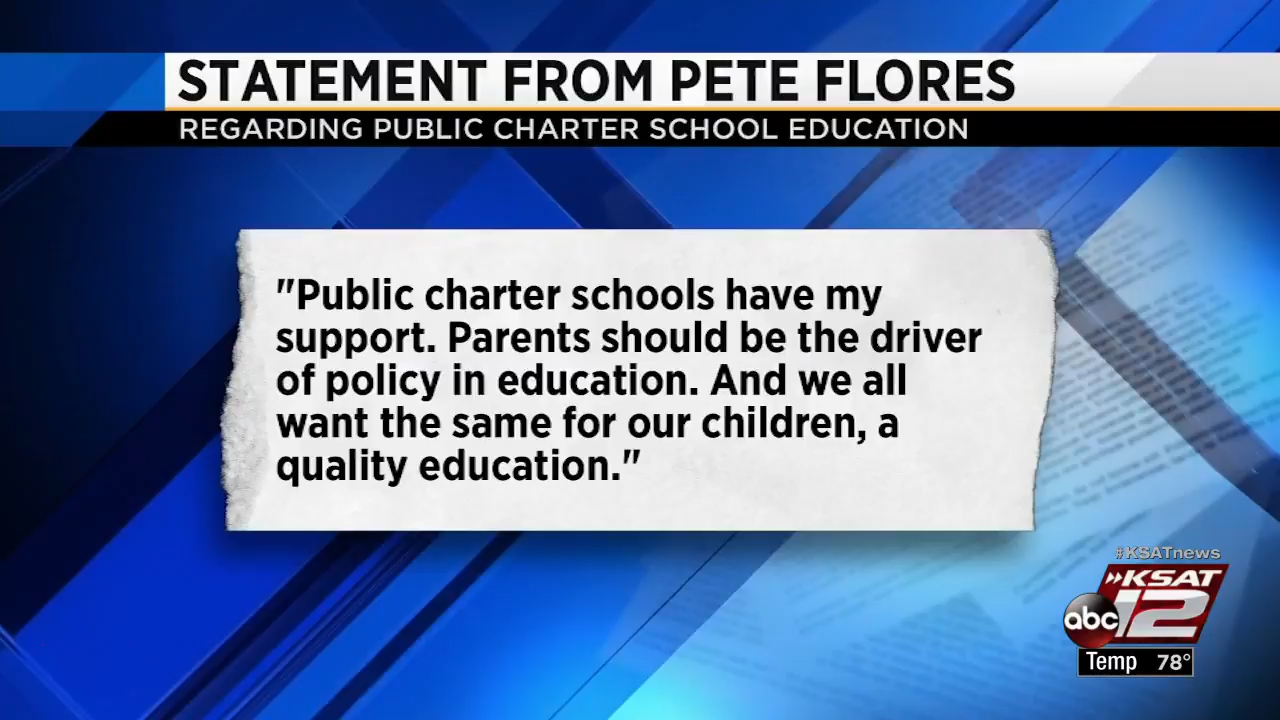 STATEMENT FROM PETE FLORES
REGARDING PUBLIC CHARTER SCHOOL EDUCATION
"Public charter schools have my
support. Parents should be the driver
of policy in education. And we all
want the same for our children, a
quality education."
#KSATnews
KSAT
abc 12
Temp 78°